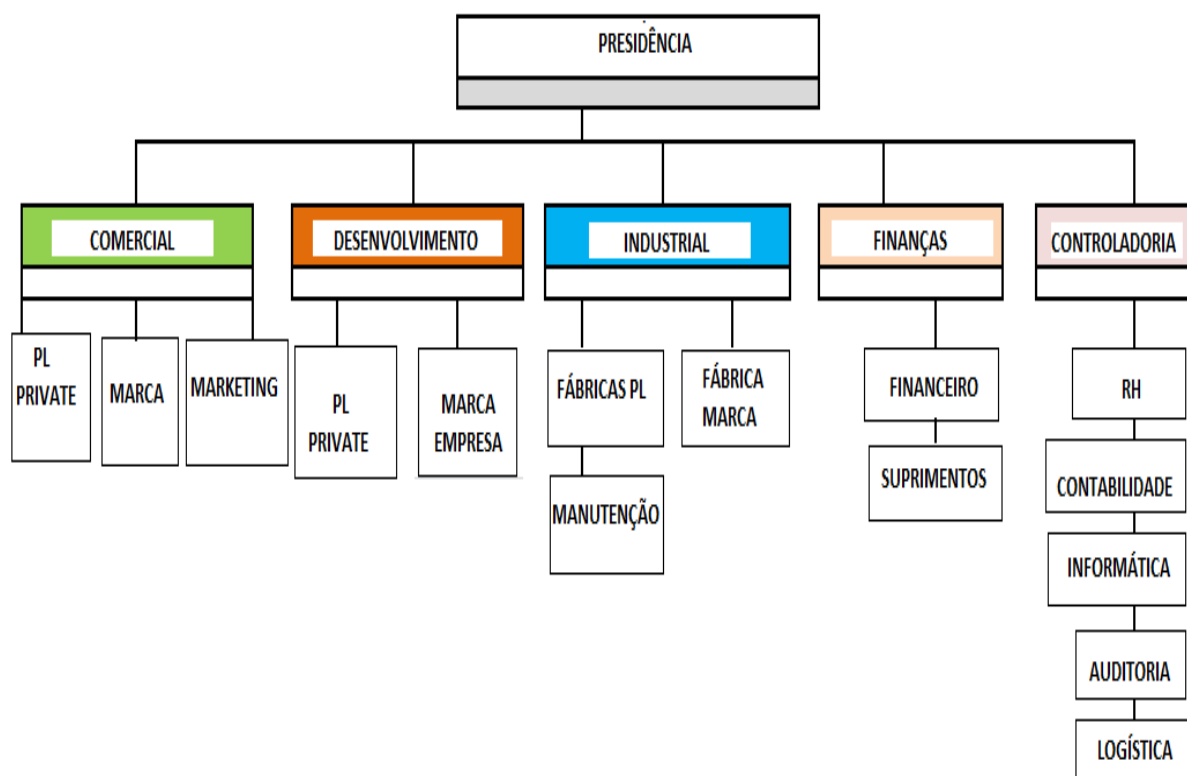 PRESIDÊNCIA
COMERCIAL
DESENVOLVIMENTO
INDUSTRIAL
FINANÇAS
CONTROLADORIA
PL
PRIVATE
MARCA
MARKETING
PL
PRIVATE
MARCA
EMPRESA
FÁBRICAS PL
MANUTENÇÃO
FÁBRICA
MARCA
FINANCEIRO
SUPRIMENTOS
RH
CONTABILIDADE
INFORMÁTICA
AUDITORIA
LOGÍSTICA